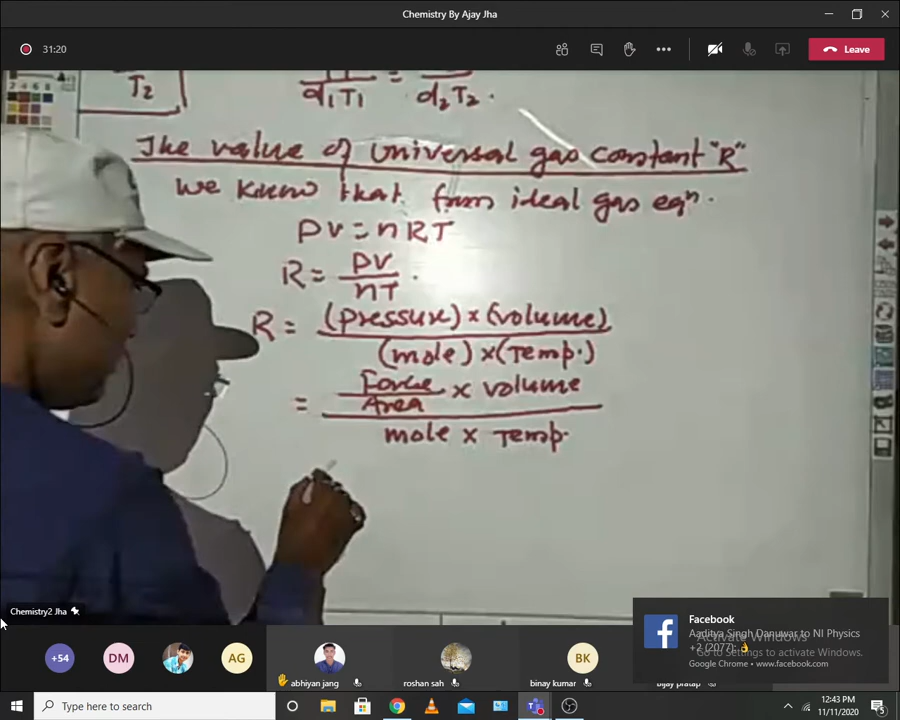 Chemistry By Ajay Jha
31:20
Leave
T2
d1T1 = d2T2.
The value of universal gas constant "R"
We know that from ideal gas eqn.
PV = nRT
R = PV / nT .
R = (Pressure) × (volume)
(mole) × (Temp.)
= Force / Area × volume
mole × Temp.
Chemistry2 Jha
+54
DM
AG
abhiyan jang
roshan sah
BK
binay kumar
bijay pratap
Facebook
Aaditya Singh Danuwar to NI Physics
+2 (2077): 👌
Google Chrome • www.facebook.com
Activate Windows
Go to Settings to activate Windows.
Type here to search
12:43 PM
11/11/2020
5